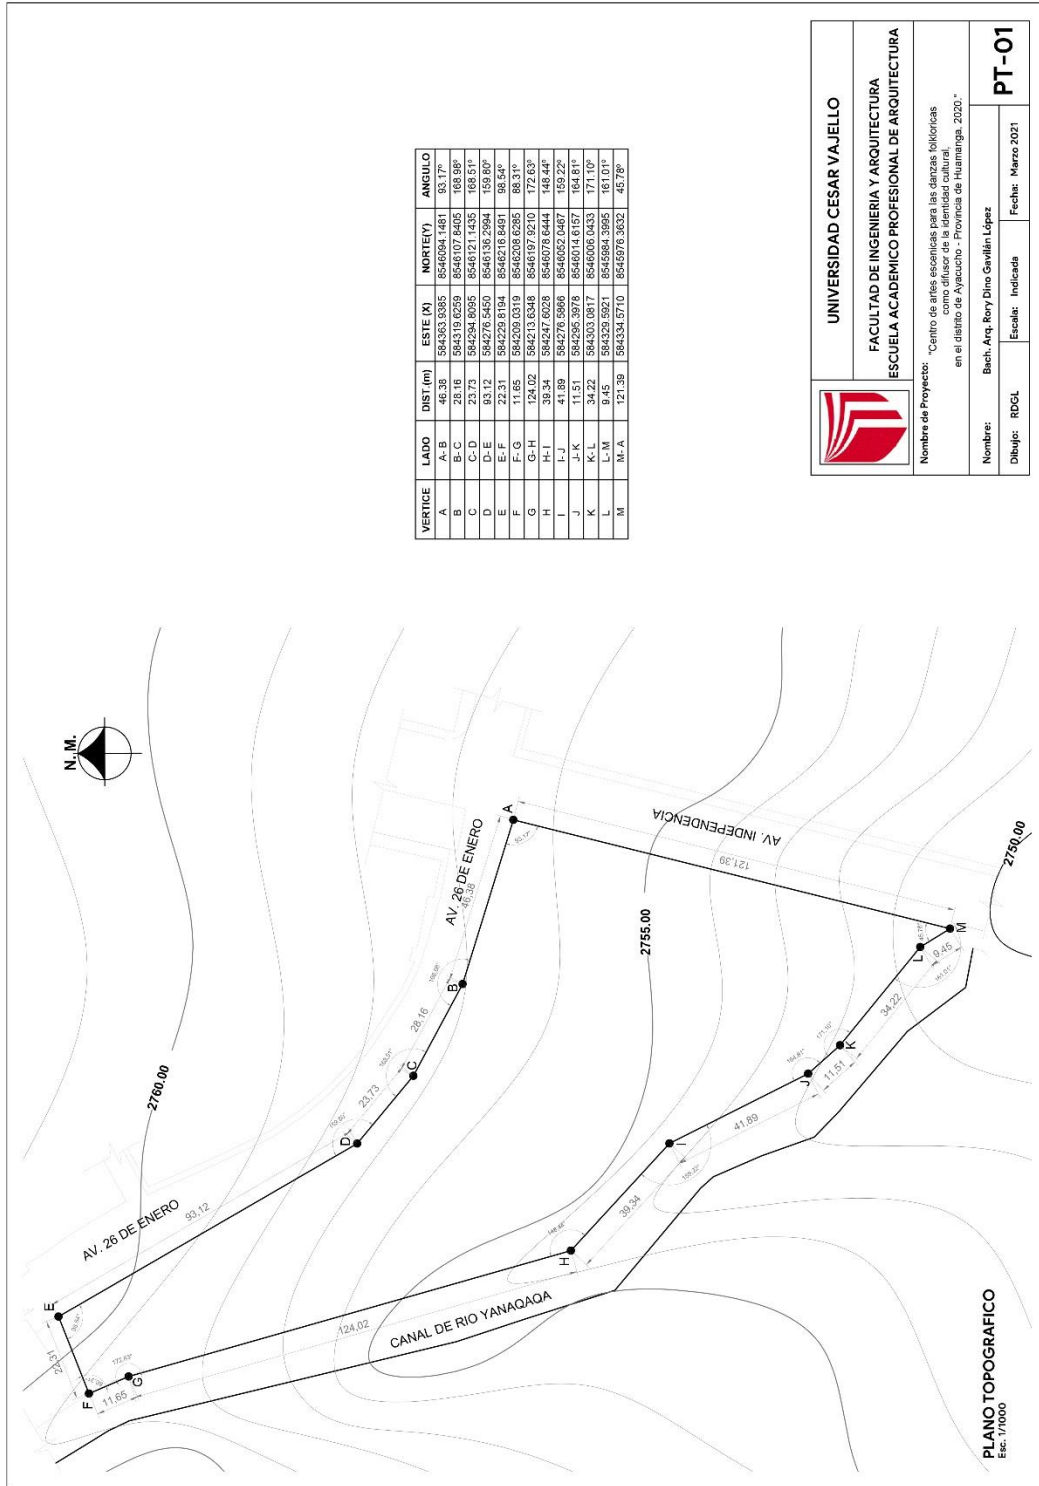 N.M.
2760.00
2755.00
2750.00
AV. 26 DE ENERO
AV. 26 DE ENERO
AV. INDEPENDENCIA
CANAL DE RIO YANAQAQA
A
B
C
D
E
F
G
H
I
J
K
L
M
46,38
28,16
23,73
93,12
11,65
124,02
39,34
41,89
11,51
34,22
9,45
121,39
PLANO TOPOGRAFICO
Esc. 1/1000
VERTICE LADO DIST.(m) ESTE (X) NORTE(Y) ANGULO
A A- B 46.38 584363.9385 8546094.1481 93.17°
B B- C 28.16 584319.6259 8546107.8405 168.98°
C C- D 23.73 584294.8095 8546121.1435 168.51°
D D- E 93.12 584276.5450 8546136.2994 159.80°
E E- F 22.31 584229.8194 8546216.8491 98.54°
F F- G 11.65 584209.0319 8546208.6285 88.31°
G G- H 124.02 584213.6348 8546197.9210 172.63°
H H- I 39.34 584247.6028 8546078.6444 148.44°
I I- J 41.89 584276.5866 8546052.0467 159.22°
J J- K 11.51 584295.3978 8546014.6157 164.81°
K K- L 34.22 584303.0817 8546006.0433 171.10°
L L- M 9.45 584329.5921 8545984.3995 161.01°
M M- A 121.39 584334.5710 8545976.3632 45.78°
UNIVERSIDAD CESAR VAJELLO
FACULTAD DE INGENIERIA Y ARQUITECTURA
ESCUELA ACADEMICO PROFESIONAL DE ARQUITECTURA
Nombre de Proyecto: "Centro de artes escenicas para las danzas folkloricas
como difusor de la identidad cultural,
en el distrito de Ayacucho - Provincia de Huamanga, 2020."
Nombre: Bach. Arq. Rory Dino Gavilán López
Dibujo: RDGL Escala: Indicada Fecha: Marzo 2021
PT-01